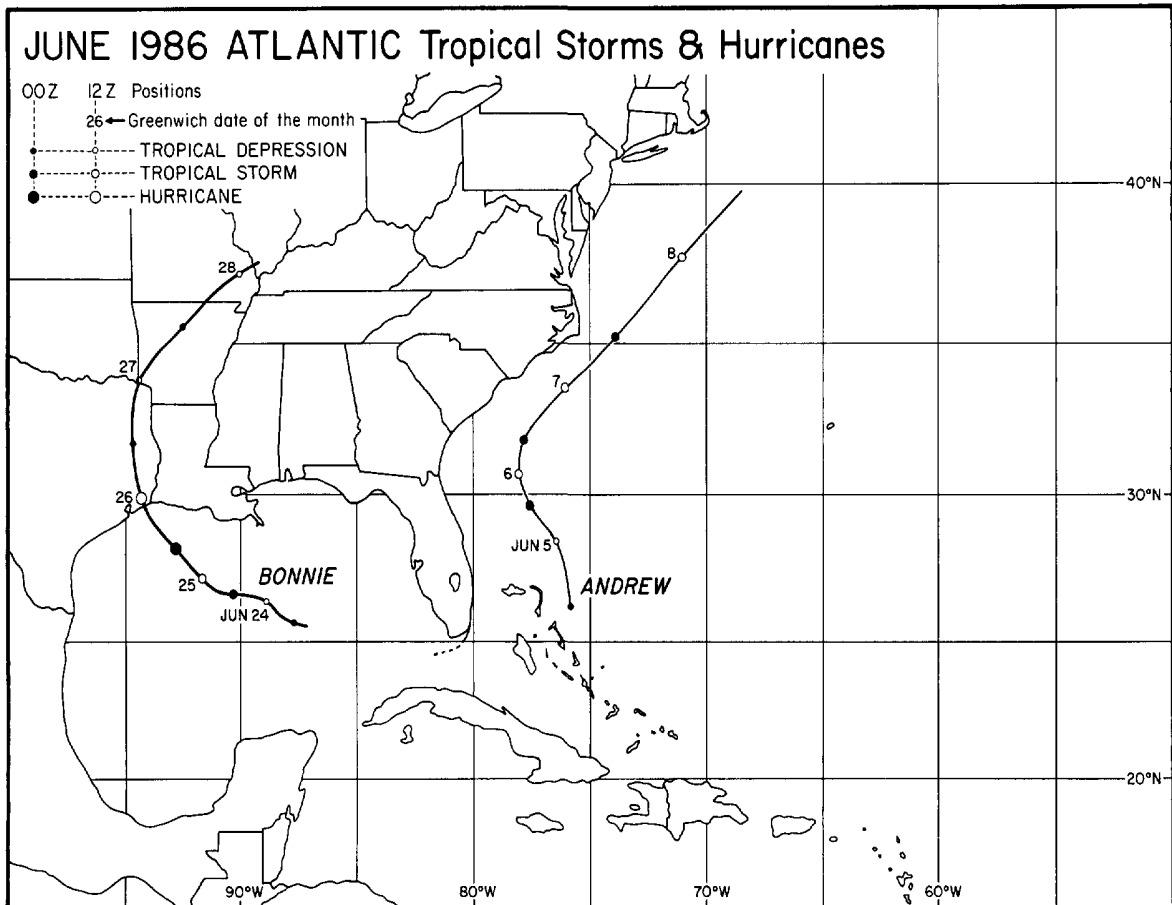 JUNE 1986 ATLANTIC Tropical Storms & Hurricanes
00Z 12Z Positions
26 Greenwich date of the month
TROPICAL DEPRESSION
TROPICAL STORM
HURRICANE
40°N
8
28
27
7
6
30°N
26
JUN 5
25
BONNIE
ANDREW
JUN 24
20°N
90°W 80°W 70°W 60°W